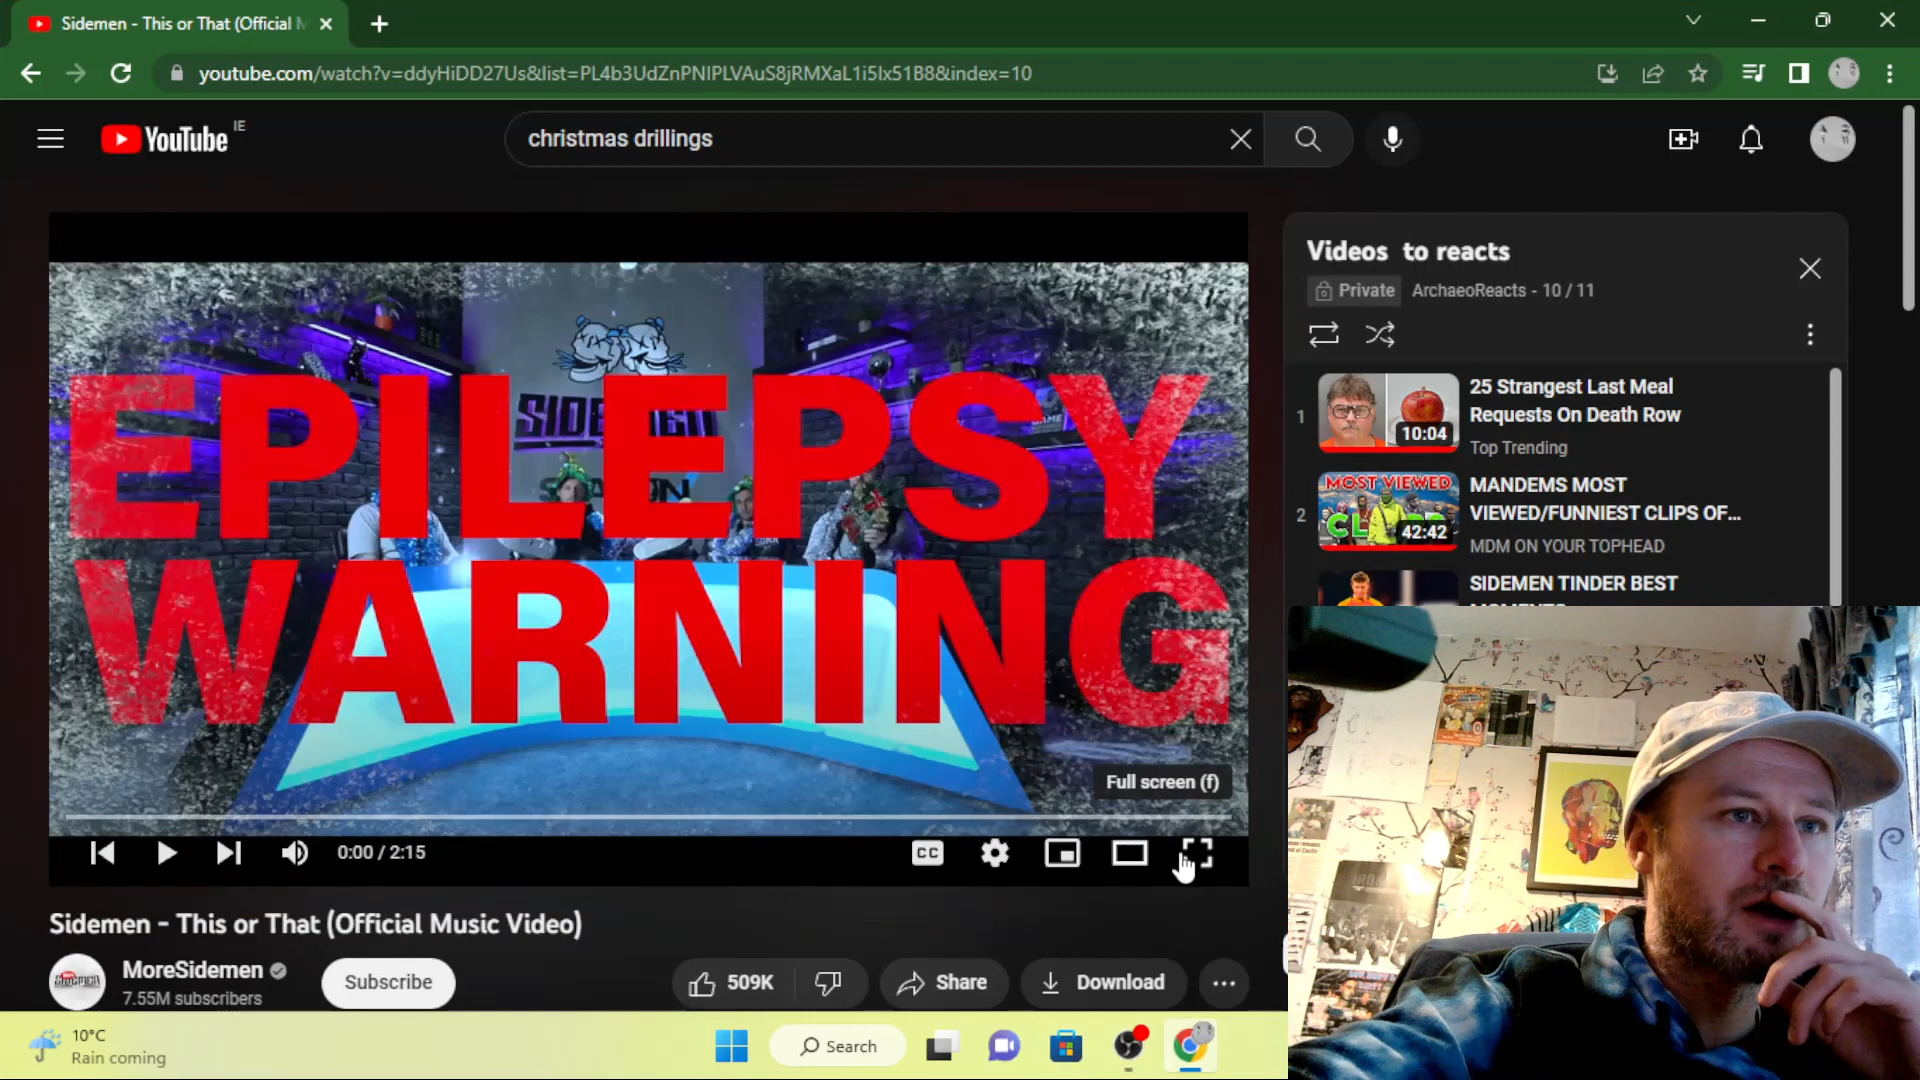 Sidemen - This or That (Official M
youtube.com/watch?v=ddyHiDD27Us&list=PL4b3UdZnPNIPLVAuS8jRMXaL1i5Ix51B8&index=10
YouTube IE
christmas drillings
EPILEPSY
WARNING
SIDEMEN
Full screen (f)
0:00 / 2:15
CC
Sidemen - This or That (Official Music Video)
MoreSidemen
7.55M subscribers
Subscribe
509K
Share
Download
Videos to reacts
Private
ArchaeoReacts - 10 / 11
1
10:04
25 Strangest Last Meal
Requests On Death Row
Top Trending
2
MOST VIEWED
42:42
MANDEMS MOST
VIEWED/FUNNIEST CLIPS OF...
MDM ON YOUR TOPHEAD
SIDEMEN TINDER BEST
10°C
Rain coming
Search